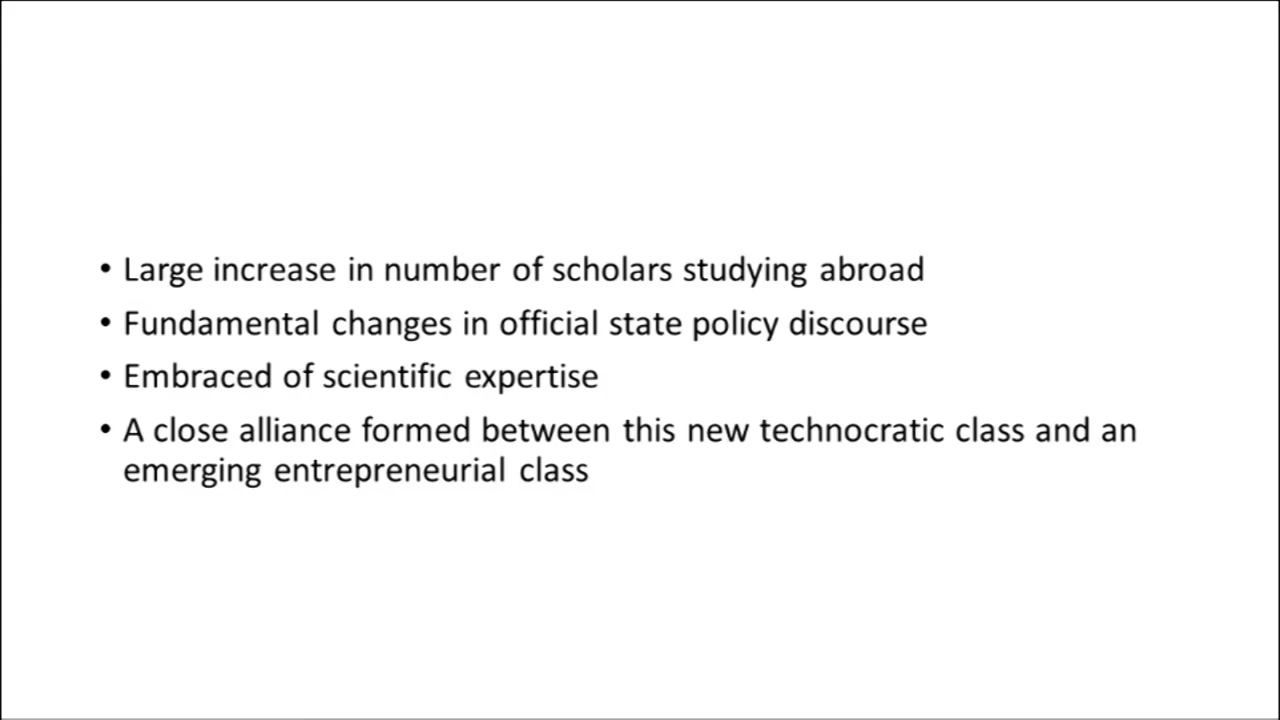 • Large increase in number of scholars studying abroad
• Fundamental changes in official state policy discourse
• Embraced of scientific expertise
• A close alliance formed between this new technocratic class and an
emerging entrepreneurial class